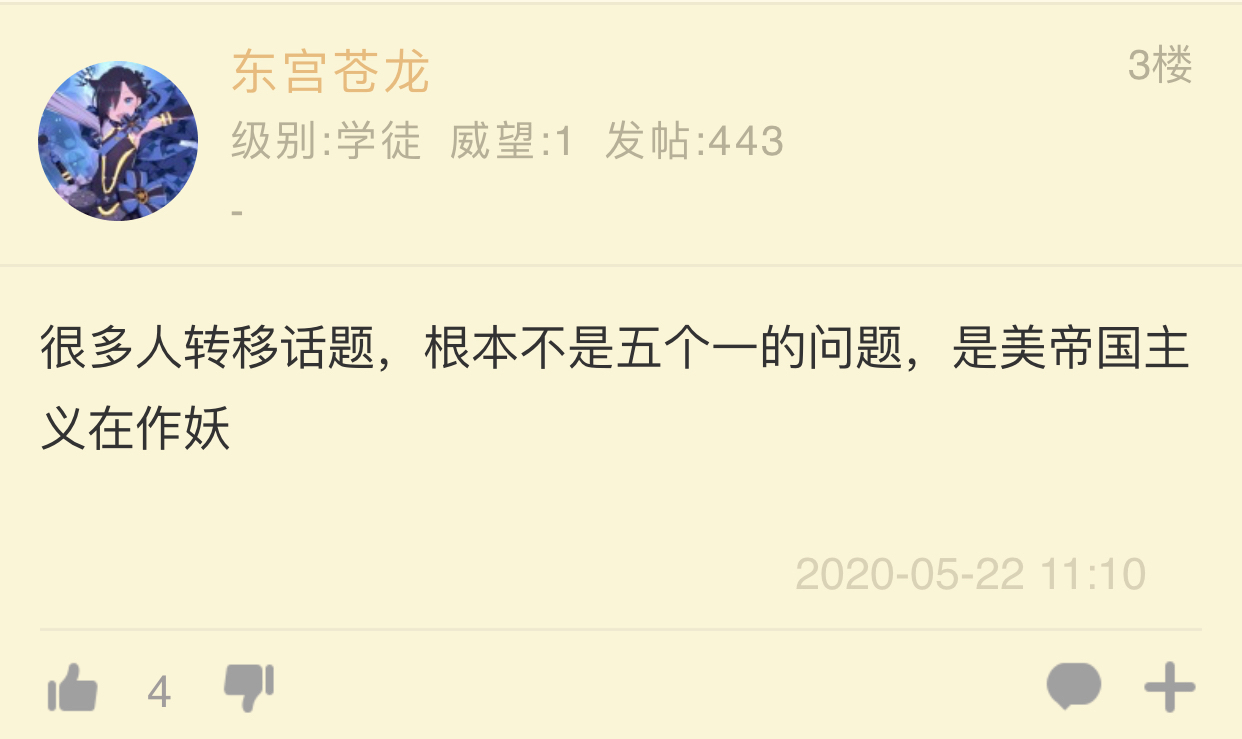 东宫苍龙
3楼
级别:学徒 威望:1 发帖:443
-
很多人转移话题，根本不是五个一的问题，是美帝国主
义在作妖
2020-05-22 11:10
4